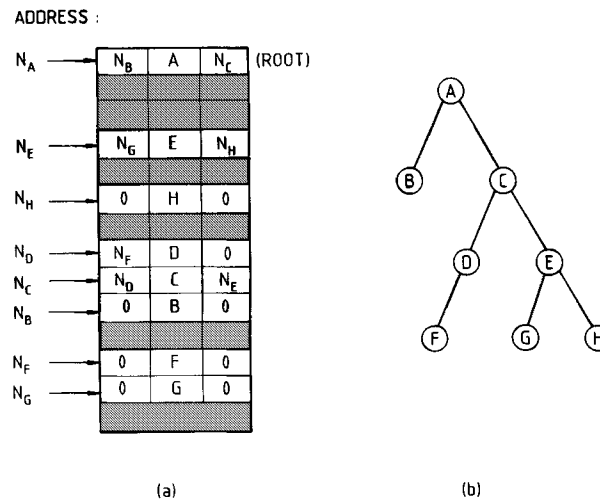 ADDRESS :
N_A N_B A N_C (ROOT)
N_E N_G E N_H
N_H 0 H 0
N_D N_F D 0
N_C N_D C N_E
N_B 0 B 0
N_F 0 F 0
N_G 0 G 0
(a)
A
B C
D E
F G H
(b)